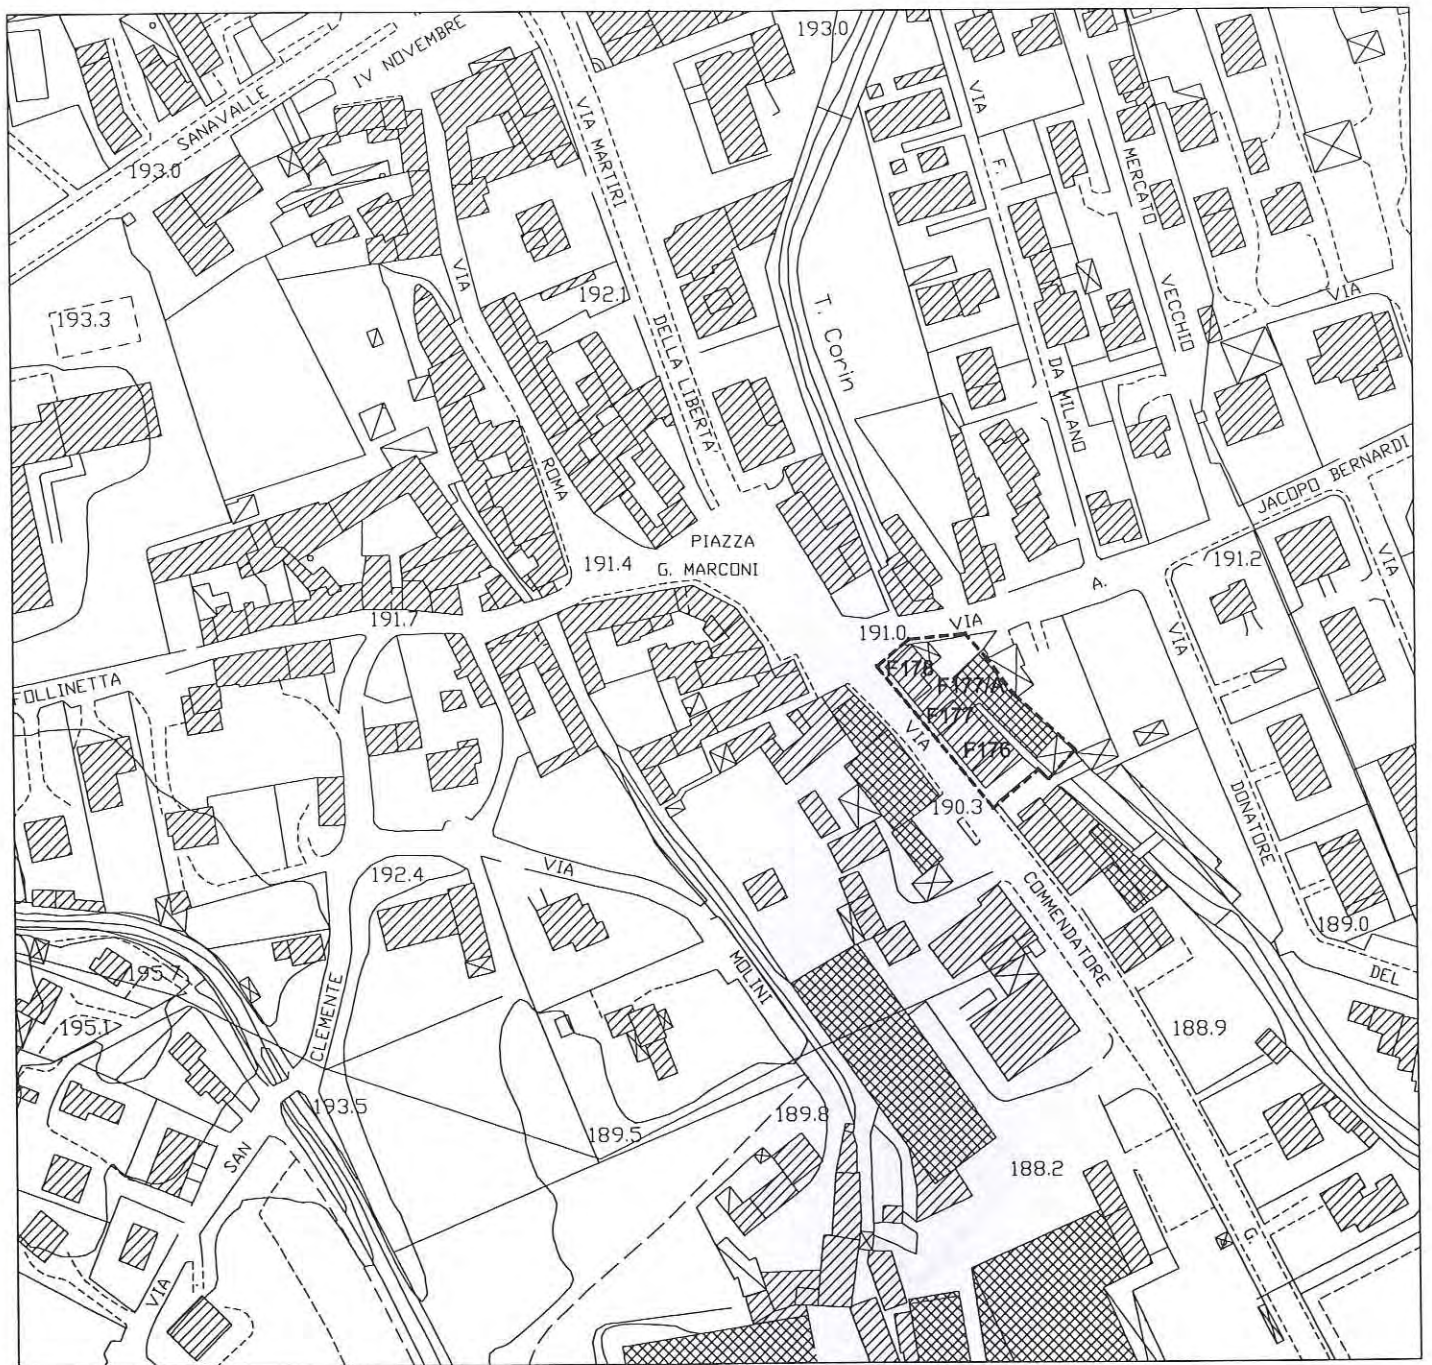 193.0
IV NOVEMBRE
SANAVALLE
193.0
VIA MARTIRI
DELLA LIBERTA'
VIA
F.
DA MILANO
MERCATO
VECCHIO
VIA
193.3
192.1
VIA
ROMA
T. Corin
JACOPO BERNARDI
PIAZZA
G. MARCONI
191.4
191.2
VIA
A.
VIA
191.7
191.0
VIA
FOLLINETTA
F178
F177/A
F177
F176
VIA
190.3
DONATORE
COMMENDATORE
192.4
VIA
MOLINI
189.0
DEL
195.7
195.1
CLEMENTE
188.9
193.5
189.5
189.8
SAN
188.2
VIA
G.